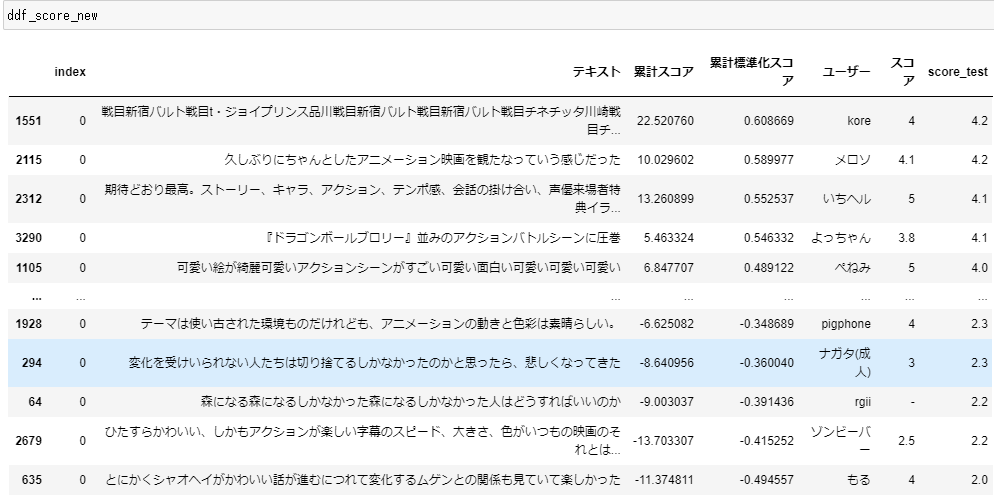 ddf_score_new
index テキスト 累計スコア 累計標準化スコア ユーザー スコア score_test
1551 0 戦目新宿バルト戦目t・ジョイプリンス品川戦目新宿バルト戦目新宿バルト戦目チネチッタ川崎戦目チ... 22.520760 0.608669 kore 4 4.2
2115 0 久しぶりにちゃんとしたアニメーション映画を観たなっていう感じだった 10.029602 0.589977 メロソ 4.1 4.2
2312 0 期待どおり最高。ストーリー、キャラ、アクション、テンポ感、会話の掛け合い、声優来場者特典イラ... 13.260899 0.552537 いちヘル 5 4.1
3290 0 『ドラゴンボールブロリー』並みのアクションバトルシーンに圧巻 5.463324 0.546332 よっちゃん 3.8 4.1
1105 0 可愛い絵が綺麗可愛いアクションシーンがすごい可愛い面白い可愛い可愛い可愛い 6.847707 0.489122 ぺねみ 5 4.0
... ... ... ... ... ... ... ...
1928 0 テーマは使い古された環境ものだけれども、アニメーションの動きと色彩は素晴らしい。 -6.625082 -0.348689 pigphone 4 2.3
294 0 変化を受けいられない人たちは切り捨てるしかなかったのかと思ったら、悲しくなってきた -8.640956 -0.360040 ナガタ(成人) 3 2.3
64 0 森になる森になるしかなかった森になるしかなかった人はどうすればいいのか -9.003037 -0.391436 rgii - 2.2
2679 0 ひたすらかわいい、しかもアクションが楽しい字幕のスピード、大きさ、色がいつもの映画のそれとは... -13.703307 -0.415252 ゾンビーバー 2.5 2.2
635 0 とにかくシャオヘイがかわいい話が進むにつれて変化するムゲンとの関係も見ていて楽しかった -11.374811 -0.494557 もる 4 2.0